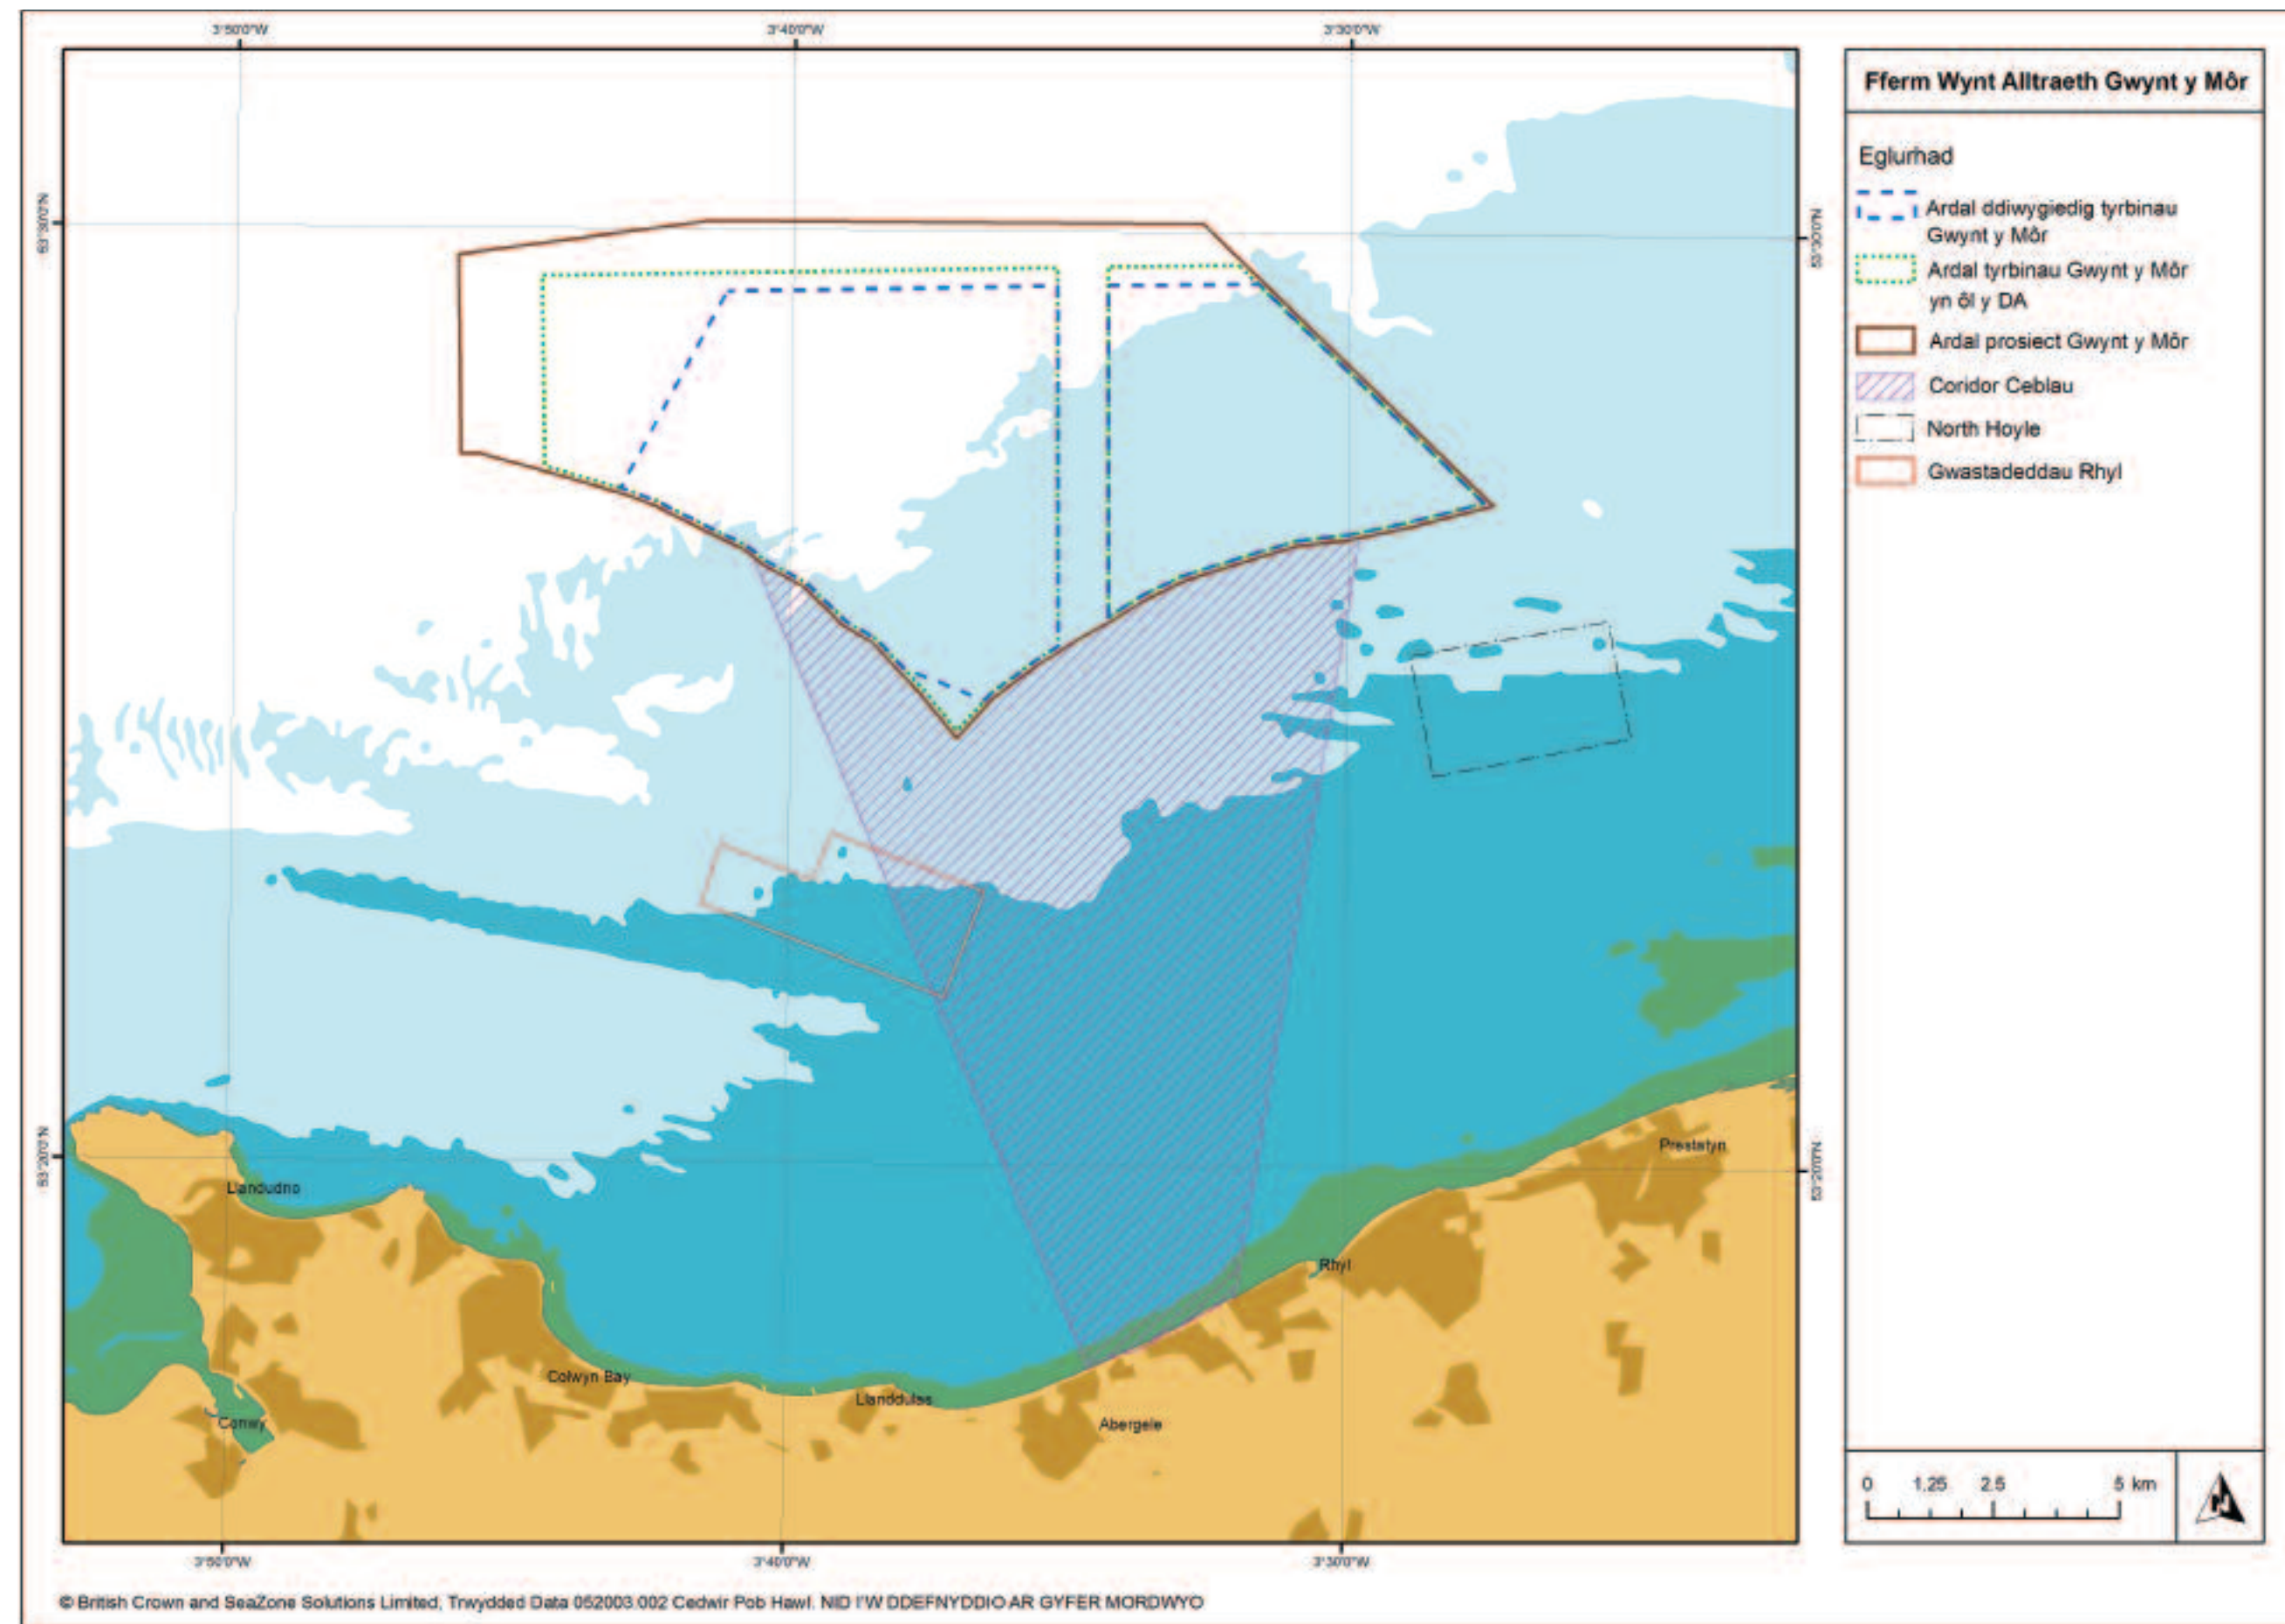 3°50'0"W
3°40'0"W
3°30'0"W
53°30'0"N
53°30'0"N
53°20'0"N
53°20'0"N
Llandudno
Prestatyn
Rhyl
Colwyn Bay
Llanddulas
Conwy
Abergele
3°50'0"W
3°40'0"W
3°30'0"W
Fferm Wynt Alltraeth Gwynt y Môr
Eglurhad
Ardal ddiwygiedig tyrbinau
Gwynt y Môr
Ardal tyrbinau Gwynt y Môr
yn ôl y DA
Ardal prosiect Gwynt y Môr
Coridor Ceblau
North Hoyle
Gwastadeddau Rhyl
0 1.25 2.5 5 km
N
© British Crown and SeaZone Solutions Limited, Trwydded Data 052003.002 Cedwir Pob Hawl. NID I'W DDEFNYDDIO AR GYFER MORDWYO